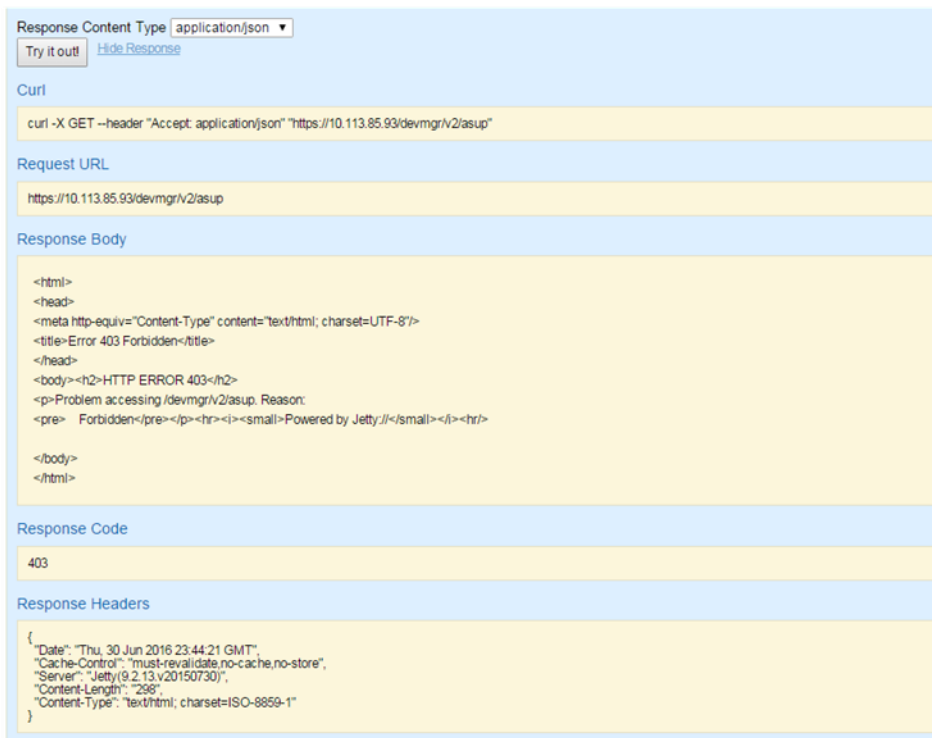 Response Content Type application/json ▼
Try it out! Hide Response
Curl
curl -X GET --header "Accept: application/json" "https://10.113.85.93/devmgr/v2/asup"
Request URL
https://10.113.85.93/devmgr/v2/asup
Response Body
<html>
<head>
<meta http-equiv="Content-Type" content="text/html; charset=UTF-8"/>
<title>Error 403 Forbidden</title>
</head>
<body><h2>HTTP ERROR 403</h2>
<p>Problem accessing /devmgr/v2/asup. Reason:
<pre>    Forbidden</pre></p><hr><i><small>Powered by Jetty://</small></i><hr/>
</body>
</html>
Response Code
403
Response Headers
{
"Date": "Thu, 30 Jun 2016 23:44:21 GMT",
"Cache-Control": "must-revalidate,no-cache,no-store",
"Server": "Jetty(9.2.13.v20150730)",
"Content-Length": "298",
"Content-Type": "text/html; charset=ISO-8859-1"
}